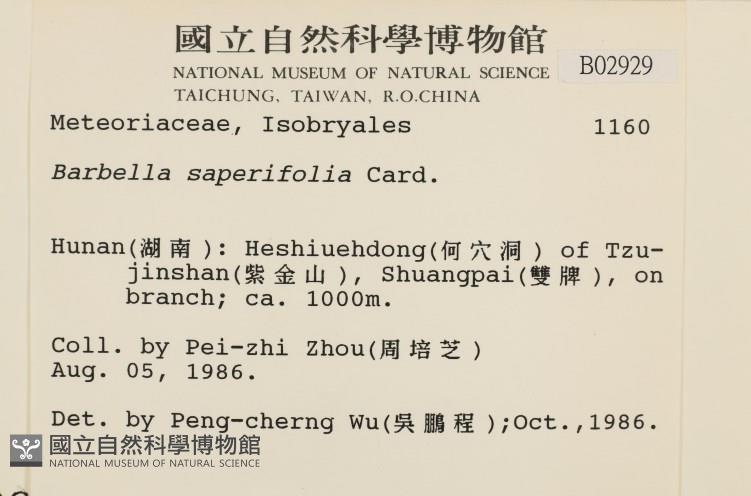 國立自然科學博物館
NATIONAL MUSEUM OF NATURAL SCIENCE
TAICHUNG, TAIWAN, R.O.CHINA
B02929
Meteoriaceae, Isobryales 1160
Barbella saperifolia Card.
Hunan(湖南): Heshiuehdong(何穴洞) of Tzu-
jinshan(紫金山), Shuangpai(雙牌), on
branch; ca. 1000m.
Coll. by Pei-zhi Zhou(周培芝)
Aug. 05, 1986.
Det. by Peng-cherng Wu(吳鵬程);Oct.,1986.
國立自然科學博物館
NATIONAL MUSEUM OF NATURAL SCIENCE